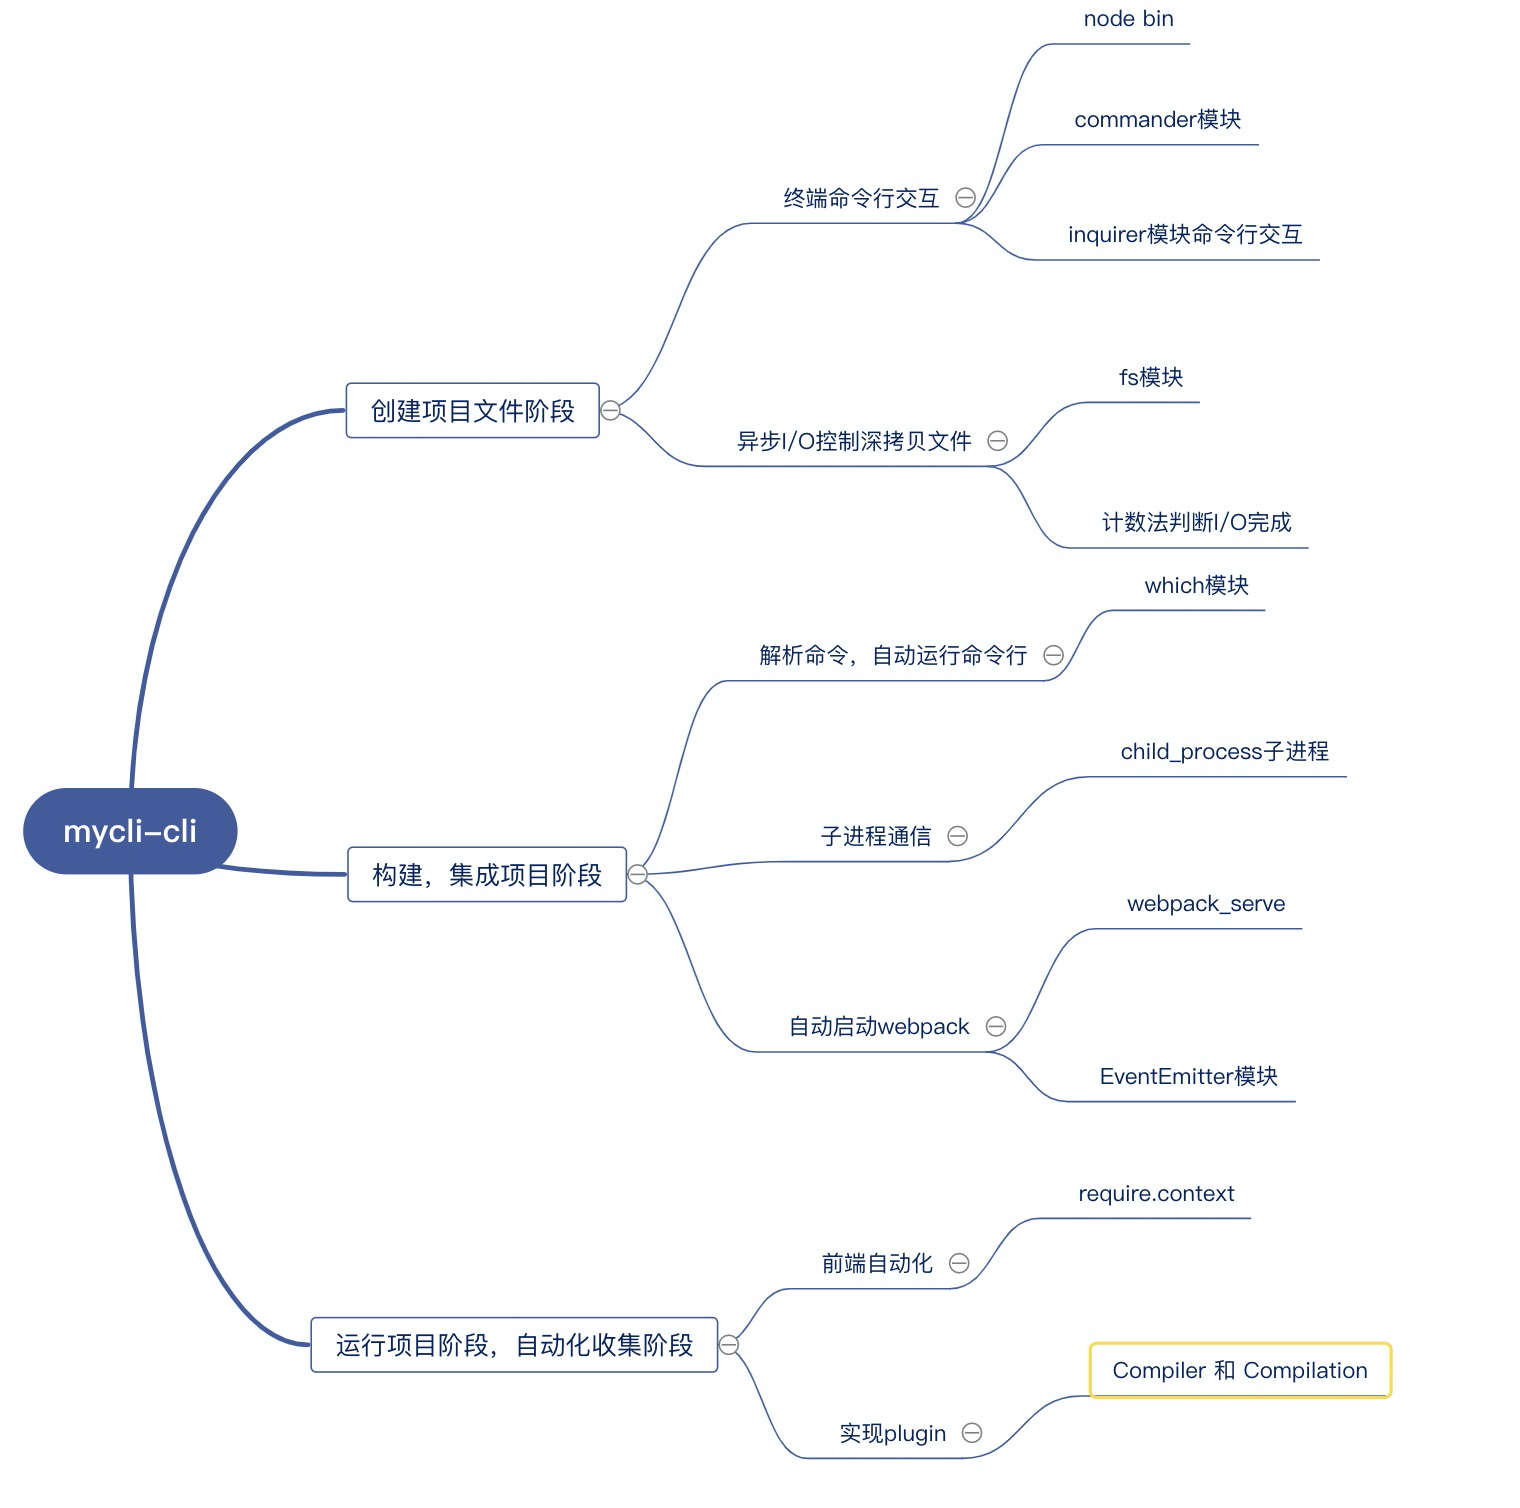 node bin
commander模块
终端命令行交互
inquirer模块命令行交互
fs模块
创建项目文件阶段
异步I/O控制深拷贝文件
计数法判断I/O完成
which模块
解析命令，自动运行命令行
child_process子进程
mycli-cli
子进程通信
构建，集成项目阶段
webpack_serve
自动启动webpack
EventEmitter模块
require.context
前端自动化
运行项目阶段，自动化收集阶段
Compiler 和 Compilation
实现plugin